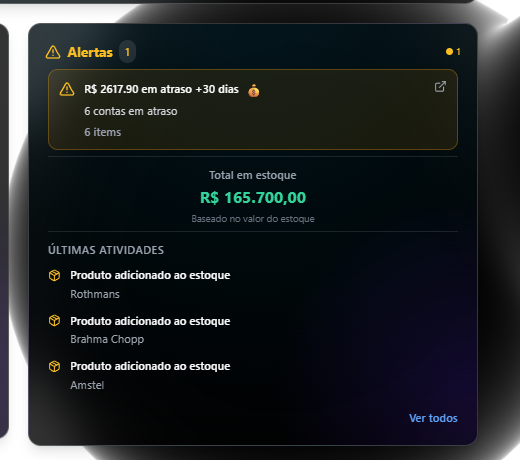 Alertas 1
1
R$ 2617.90 em atraso +30 dias
6 contas em atraso
6 items
Total em estoque
R$ 165.700,00
Baseado no valor do estoque
ÚLTIMAS ATIVIDADES
Produto adicionado ao estoque
Rothmans
Produto adicionado ao estoque
Brahma Chopp
Produto adicionado ao estoque
Amstel
Ver todos